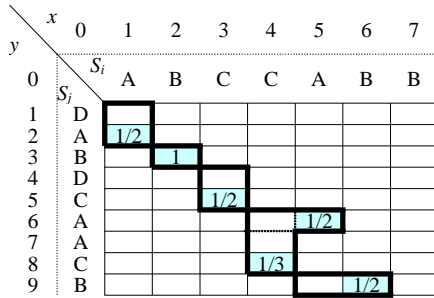 x 0 1 2 3 4 5 6 7
y
0 Sj Si A B C C A B B
1 D
2 A 1/2
3 B 1
4 D
5 C 1/2
6 A 1/2
7 A
8 C 1/3
9 B 1/2